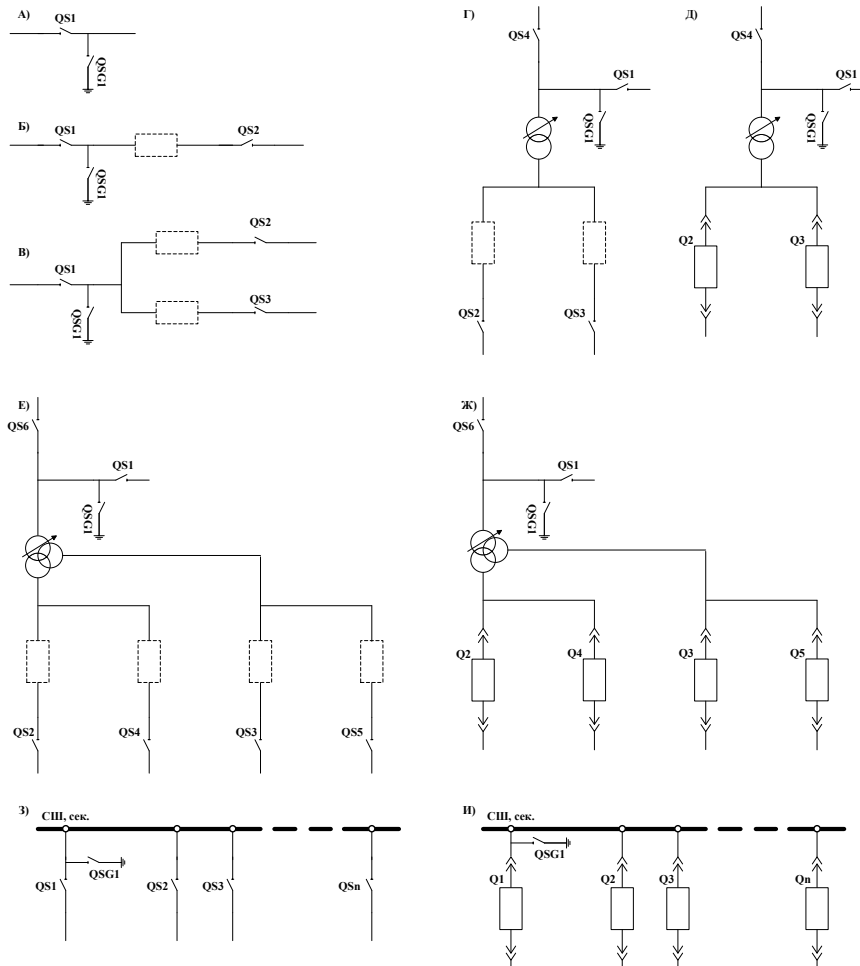 А)
QS1
QSG1
Б)
QS1
QS2
QSG1
В)
QS1
QS2
QS3
QSG1
Г)
QS4
QS1
QSG1
QS2
QS3
Д)
QS4
QS1
QSG1
Q2
Q3
Е)
QS6
QS1
QSG1
QS2
QS4
QS3
QS5
Ж)
QS6
QS1
QSG1
Q2
Q4
Q3
Q5
З)
СШ, сек.
QSG1
QS1
QS2
QS3
QSn
И)
СШ, сек.
QSG1
Q1
Q2
Q3
Qn